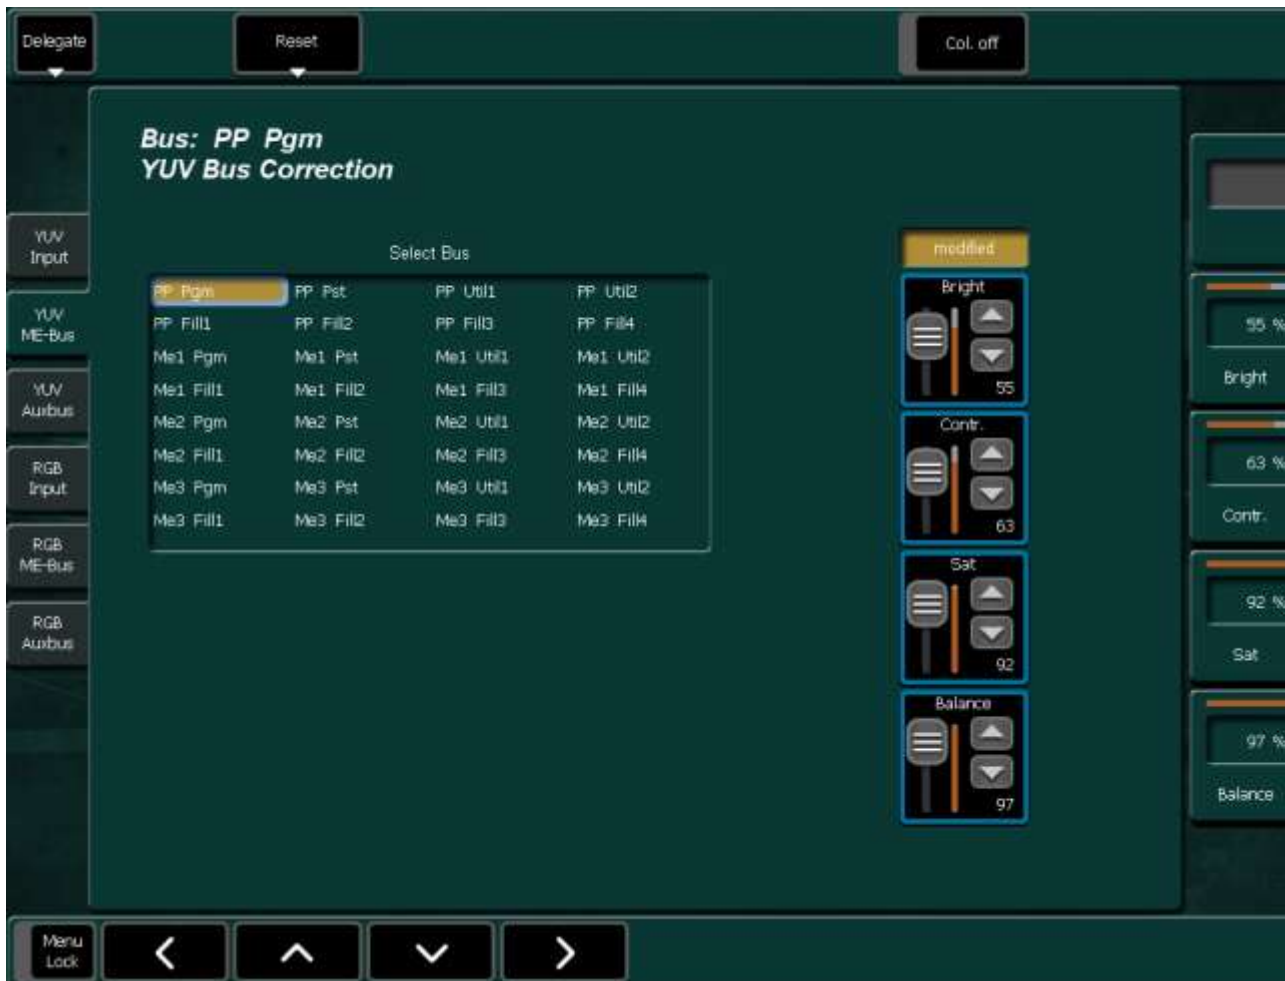 Delegate
Reset
Col. off
Bus: PP Pgm
YUV Bus Correction
YUV
Input
YUV
ME-Bus
YUV
Auxbus
RGB
Input
RGB
ME-Bus
RGB
Auxbus
Select Bus
PP Pgm PP Pst PP Util1 PP Util2
PP Fill1 PP Fill2 PP Fill3 PP Fill4
Me1 Pgm Me1 Pst Me1 Util1 Me1 Util2
Me1 Fill1 Me1 Fill2 Me1 Fill3 Me1 Fill4
Me2 Pgm Me2 Pst Me2 Util1 Me2 Util2
Me2 Fill1 Me2 Fill2 Me2 Fill3 Me2 Fill4
Me3 Pgm Me3 Pst Me3 Util1 Me3 Util2
Me3 Fill1 Me3 Fill2 Me3 Fill3 Me3 Fill4
modified
Bright
55
Contr.
63
Sat
92
Balance
97
55 %
Bright
63 %
Contr.
92 %
Sat
97 %
Balance
Menu
Lock